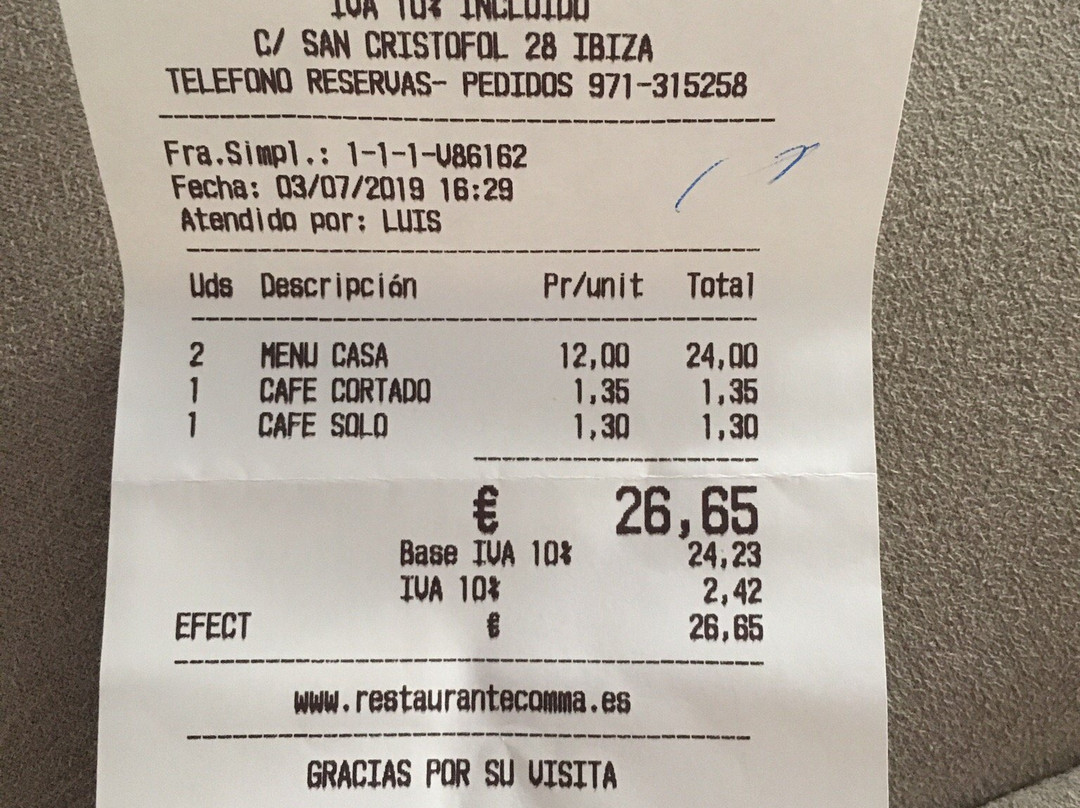 IVA 10% INCLUIDO
C/ SAN CRISTOFOL 28 IBIZA
TELEFONO RESERVAS- PEDIDOS 971-315258
Fra.Simpl.: 1-1-1-V86162
Fecha: 03/07/2019 16:29
Atendido por: LUIS
Uds Descripción Pr/unit Total
2 MENU CASA 12,00 24,00
1 CAFE CORTADO 1,35 1,35
1 CAFE SOLO 1,30 1,30
€ 26,65
Base IVA 10% 24,23
IVA 10% 2,42
EFECT € 26,65
www.restaurantecomma.es
GRACIAS POR SU VISITA